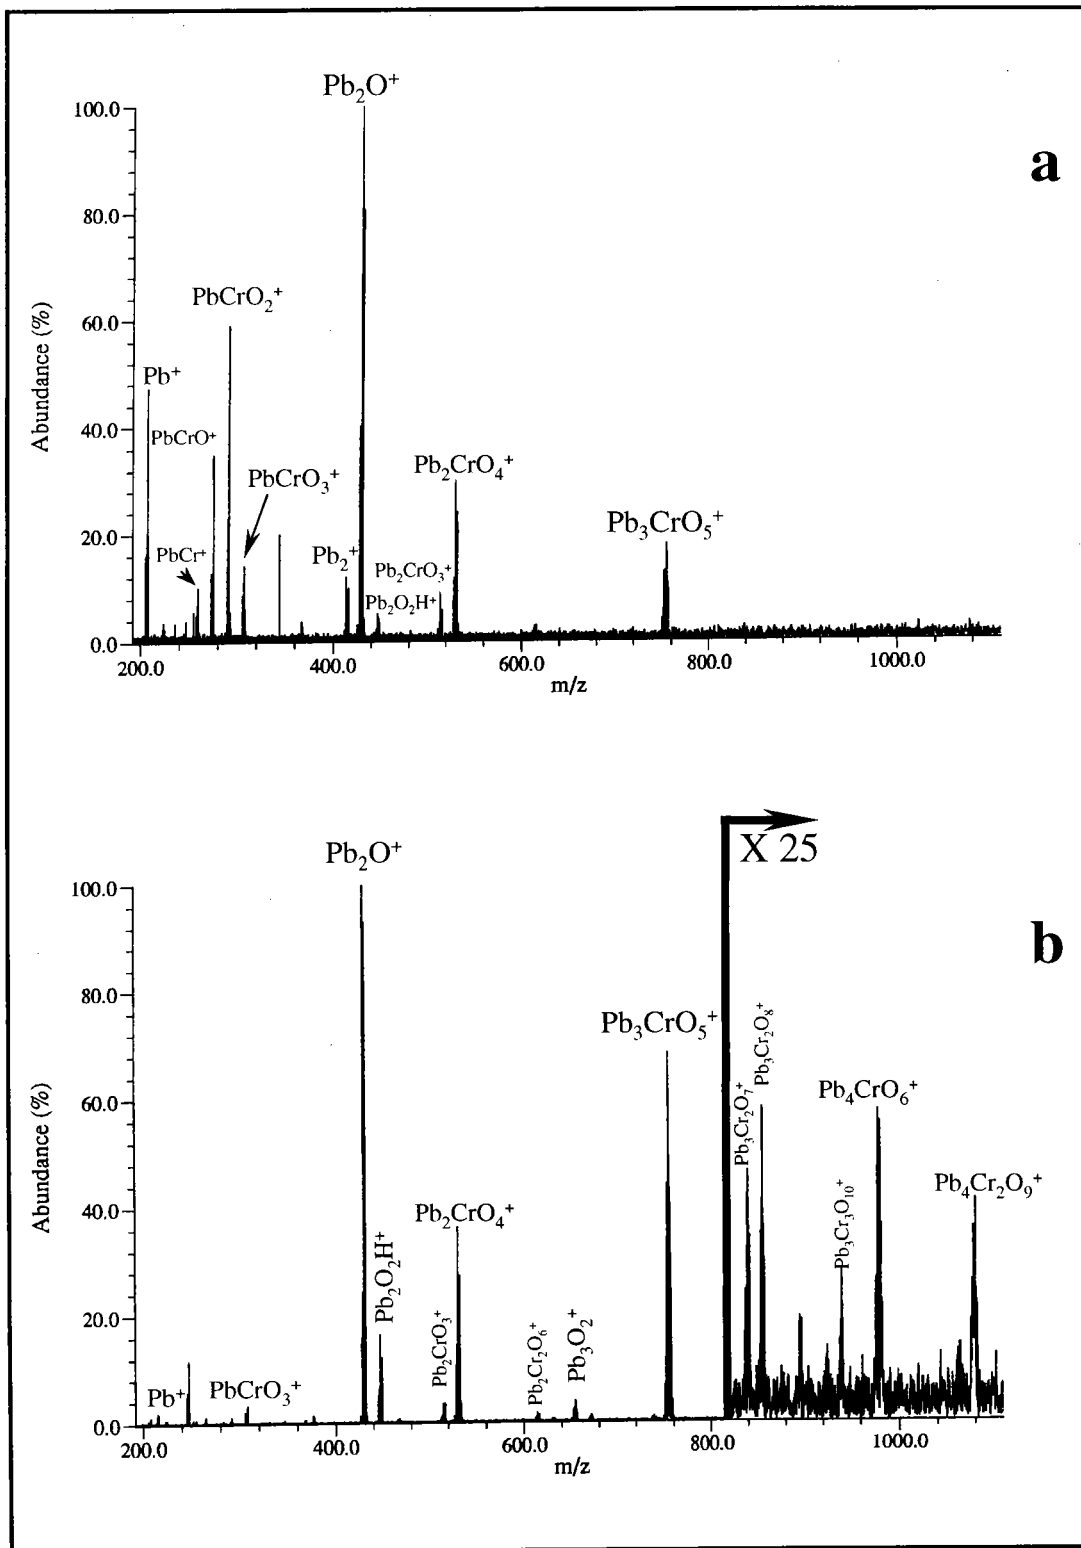 a
Pb₂O⁺
100.0
80.0
PbCrO₂⁺
60.0
Abundance (%)
Pb⁺
PbCrO⁺
40.0
PbCrO₃⁺
Pb₂CrO₄⁺
Pb₃CrO₅⁺
20.0
PbCr⁺
Pb₂⁺
Pb₂CrO₃⁺
Pb₂O₂H⁺
0.0
200.0 400.0 600.0 800.0 1000.0
m/z
X 25
b
Pb₂O⁺
100.0
80.0
Pb₃CrO₅⁺
Pb₃Cr₂O₇⁺
Pb₃Cr₂O₈⁺
Pb₄CrO₆⁺
60.0
Abundance (%)
Pb₄Cr₂O₉⁺
40.0
Pb₂CrO₄⁺
Pb₃Cr₃O₁₀⁺
Pb₂O₂H⁺
20.0
Pb⁺
PbCrO₃⁺
Pb₂CrO₃⁺
Pb₂Cr₂O₆⁺
Pb₃O₂⁺
0.0
200.0 400.0 600.0 800.0 1000.0
m/z